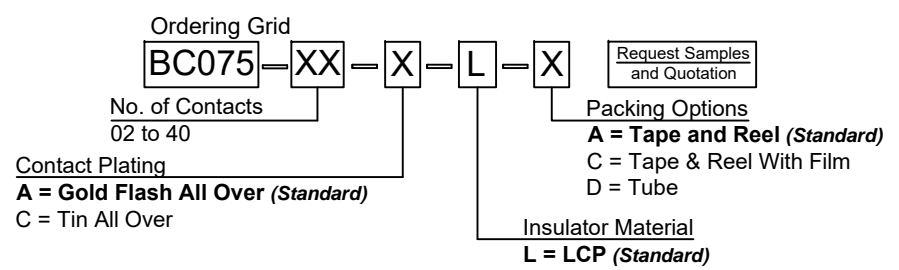 Ordering Grid
BC075 – XX – X – L – X
Request Samples
and Quotation
No. of Contacts
02 to 40
Packing Options
A = Tape and Reel (Standard)
C = Tape & Reel With Film
D = Tube
Contact Plating
A = Gold Flash All Over (Standard)
C = Tin All Over
Insulator Material
L = LCP (Standard)